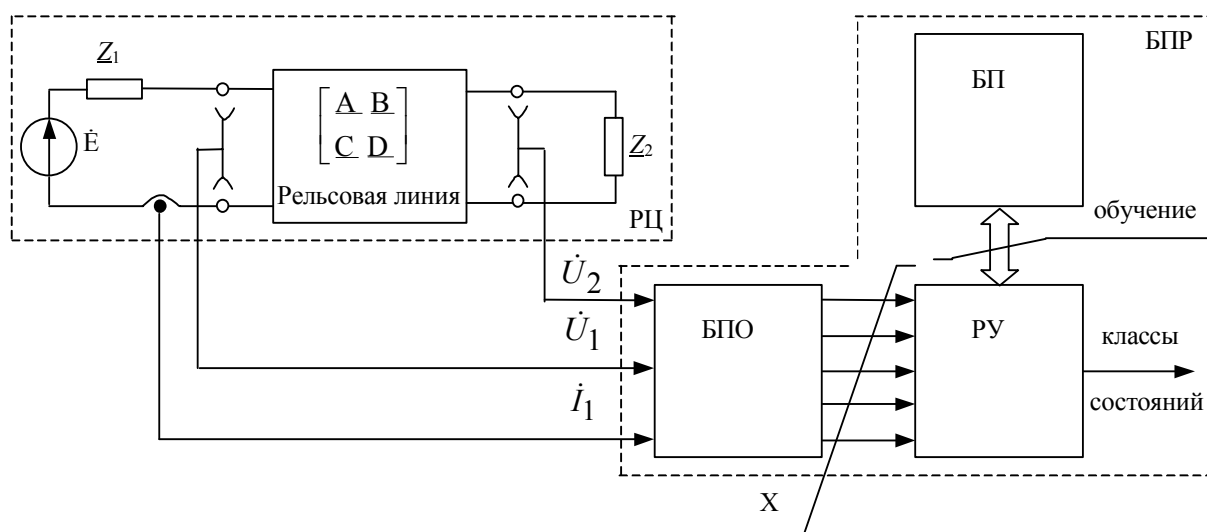 Z1
Ė
A B
C D
Рельсовая линия
Z2
РЦ
БПР
БП
обучение
U̇2
U̇1
İ1
БПО
РУ
классы
состояний
X